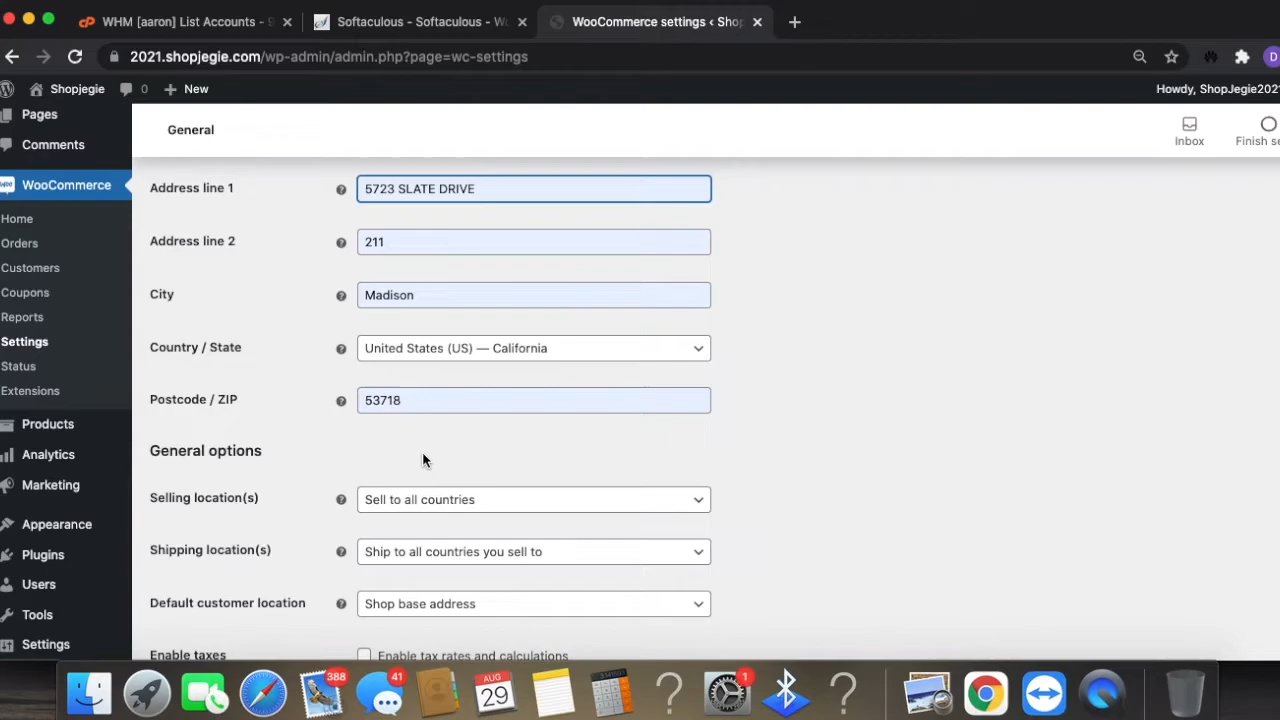 WHM [aaron] List Accounts - S
Softaculous - Softaculous - W
WooCommerce settings ‹ Shop
2021.shopjegie.com/wp-admin/admin.php?page=wc-settings
D
Shopjegie
0
New
Howdy, ShopJegie2021
Pages
Comments
WooCommerce
Home
Orders
Customers
Coupons
Reports
Settings
Status
Extensions
Products
Analytics
Marketing
Appearance
Plugins
Users
Tools
Settings
General
Inbox
Finish se
Address line 1
5723 SLATE DRIVE
Address line 2
211
City
Madison
Country / State
United States (US) — California
Postcode / ZIP
53718
General options
Selling location(s)
Sell to all countries
Shipping location(s)
Ship to all countries you sell to
Default customer location
Shop base address
Enable taxes
Enable tax rates and calculations
388
41
AUG
29
1